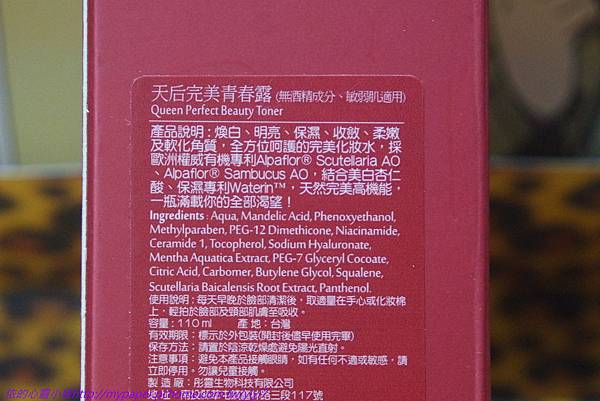 天后完美青春露 (無酒精成分、敏弱肌適用)
Queen Perfect Beauty Toner
產品說明：煥白、明亮、保濕、收斂、柔嫩
及軟化角質，全方位呵護的完美化妝水，採
歐洲權威有機專利Alpaflor® Scutellaria AO
、Alpaflor® Sambucus AO，結合美白杏仁
酸、保濕專利Waterin™，天然完美高機能，
一瓶滿載你的全部渴望！
Ingredients : Aqua, Mandelic Acid, Phenoxyethanol,
Methylparaben, PEG-12 Dimethicone, Niacinamide,
Ceramide 1, Tocopherol, Sodium Hyaluronate,
Mentha Aquatica Extract, PEG-7 Glyceryl Cocoate,
Citric Acid, Carbomer, Butylene Glycol, Squalene,
Scutellaria Baicalensis Root Extract, Panthenol.
使用說明：每天早晚於臉部清潔後，取適量在手心或化妝棉
上，輕拍於臉部及頸部肌膚至吸收。
容量：110ml 產 地：台灣
有效期限：標示於外包裝(開封後儘早使用完畢)
保存方法：請置於陰涼乾燥處避免陽光直射。
注意事項：避免本產品接觸眼睛，如有任何不適或敏感，請
立即停用。勿讓兒童接觸。
製 造 廠：彤靈生物科技有限公司
路三段117號
的心靈小 http://mypaper.